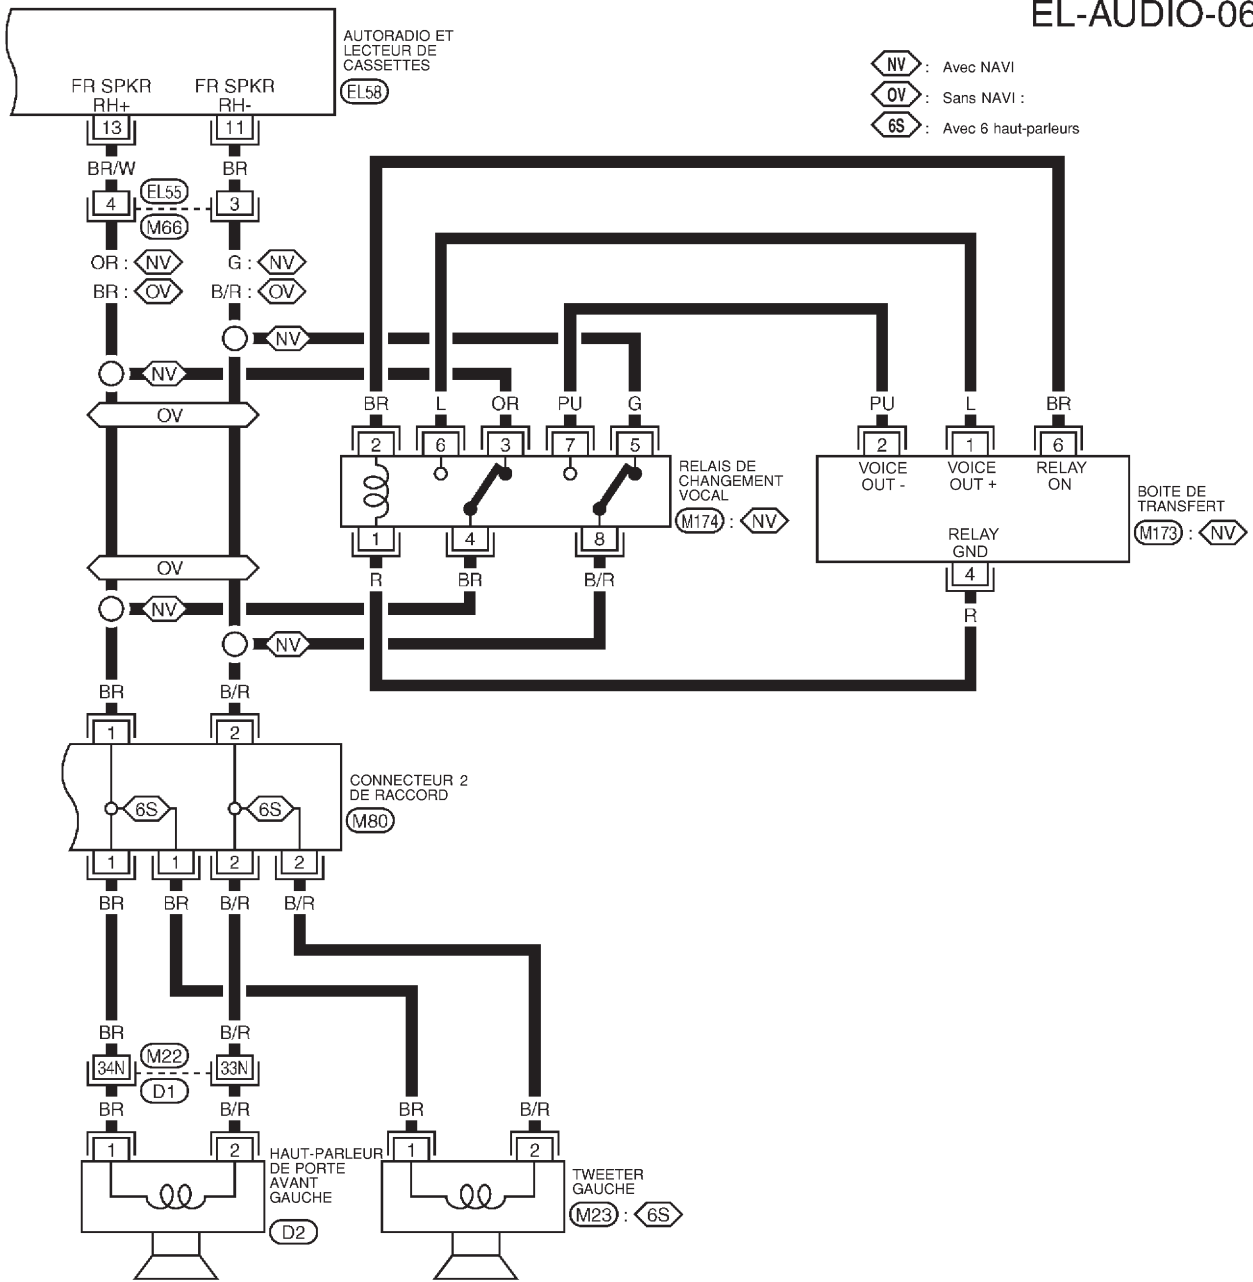 EL-AUDIO-06
AUTORADIO ET
LECTEUR DE
CASSETTES
EL58
FR SPKR
RH+
FR SPKR
RH-
13
11
NV : Avec NAVI
OV : Sans NAVI :
6S : Avec 6 haut-parleurs
BR/W
BR
4
EL55
M66
3
OR : NV
G : NV
BR : OV
B/R : OV
NV
NV
OV
BR
L
OR
PU
G
PU
L
BR
2
6
3
7
5
2
1
6
RELAIS DE
CHANGEMENT
VOCAL
M174 : NV
VOICE
OUT -
VOICE
OUT +
RELAY
ON
BOITE DE
TRANSFERT
M173 : NV
RELAY
GND
1
4
8
4
OV
R
BR
B/R
R
NV
NV
BR
B/R
1
2
CONNECTEUR 2
DE RACCORD
M80
6S
6S
1
1
2
2
BR
BR
B/R
B/R
BR
B/R
34N
M22
D1
33N
BR
B/R
BR
B/R
1
2
1
2
HAUT-PARLEUR
DE PORTE
AVANT
GAUCHE
D2
TWEETER
GAUCHE
M23 : 6S